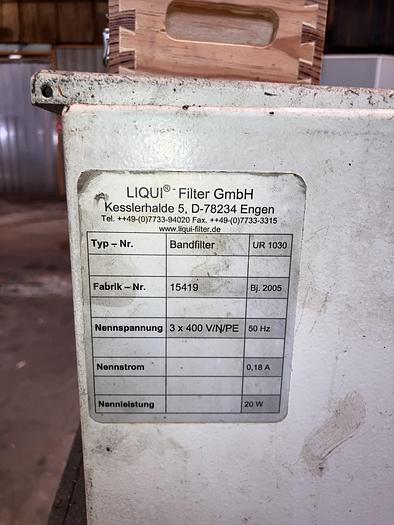 LIQUI®- Filter GmbH
Kesslerhalde 5, D-78234 Engen
Tel. ++49-(0)7733-94020 Fax. ++49-(0)7733-3315
www.liqui-filter.de
Typ – Nr. Bandfilter UR 1030
Fabrik – Nr. 15419 Bj. 2005
Nennspannung 3 x 400 V/N/PE 50 Hz
Nennstrom 0,18 A
Nennleistung 20 W